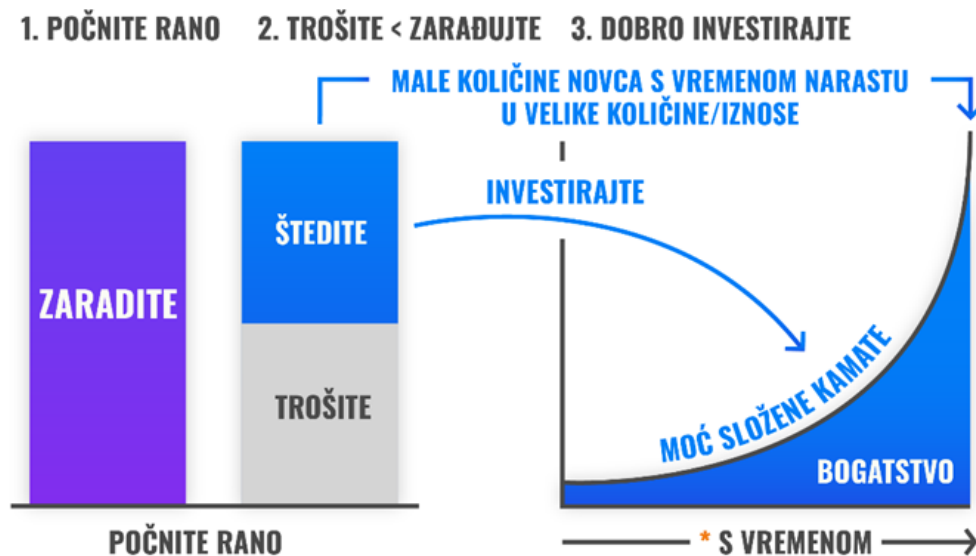 1. POČNITE RANO 2. TROŠITE < ZARAĐUJTE 3. DOBRO INVESTIRAJTE
MALE KOLIČINE NOVCA S VREMENOM NARASTU
U VELIKE KOLIČINE/IZNOSE
INVESTIRAJTE
ŠTEDITE
ZARADITE
TROŠITE
MOĆ SLOŽENE KAMATE
BOGATSTVO
POČNITE RANO
* S VREMENOM